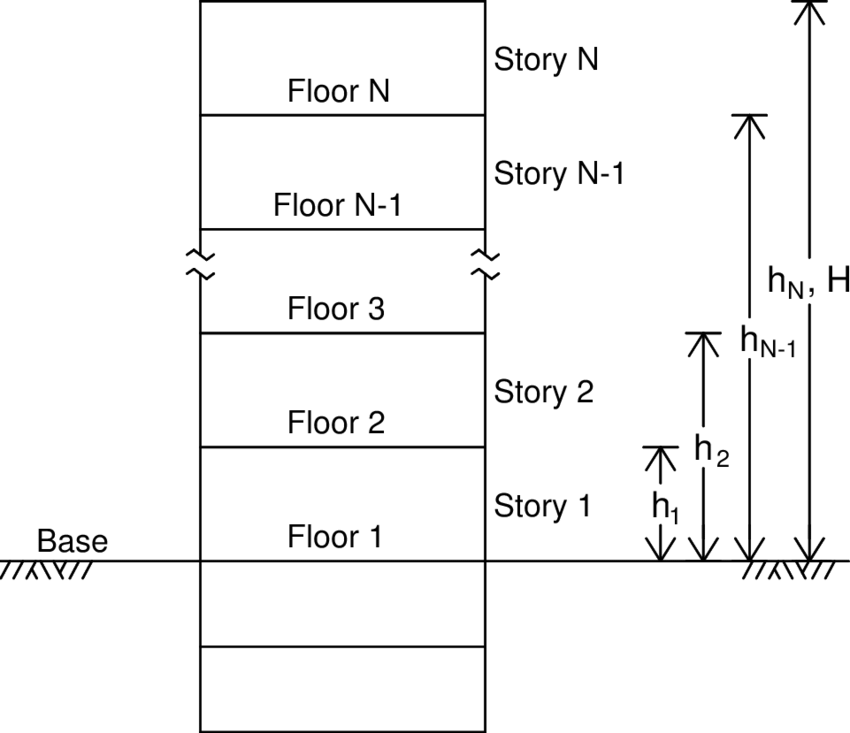 Story N
Floor N
Story N-1
Floor N-1
h_N, H
Floor 3
h_N-1
Story 2
Floor 2
h_2
Story 1
h_1
Floor 1
Base